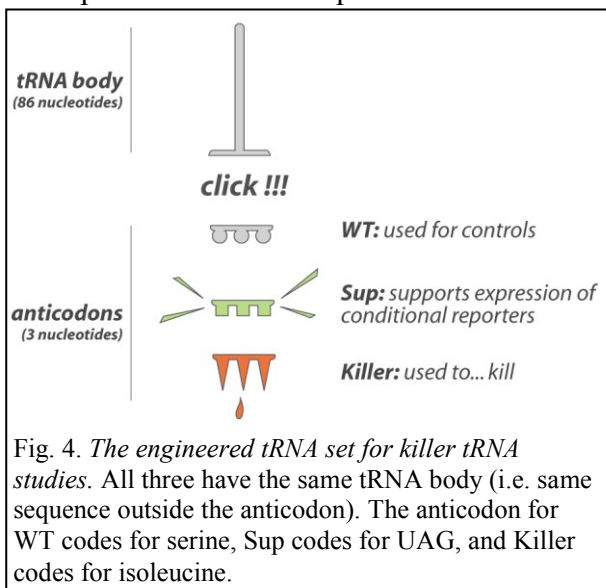 tRNA body
(86 nucleotides)
click !!!
WT: used for controls
anticodons
(3 nucleotides)
Sup: supports expression of
conditional reporters
Killer: used to... kill
Fig. 4. The engineered tRNA set for killer tRNA
studies. All three have the same tRNA body (i.e. same
sequence outside the anticodon). The anticodon for
WT codes for serine, Sup codes for UAG, and Killer
codes for isoleucine.